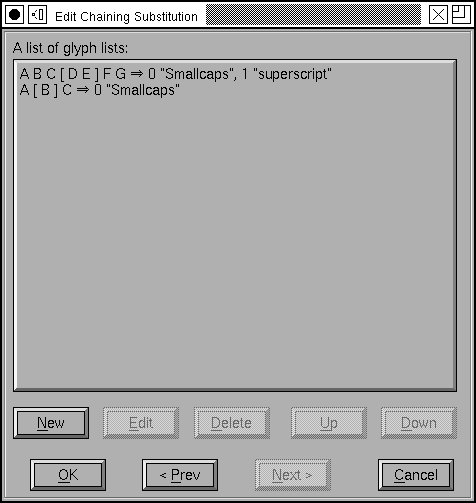 Edit Chaining Substitution
A list of glyph lists:
A B C [ D E ] F G ⇒ 0 "Smallcaps", 1 "superscript"
A [ B ] C ⇒ 0 "Smallcaps"
New Edit Delete Up Down
OK < Prev Next > Cancel